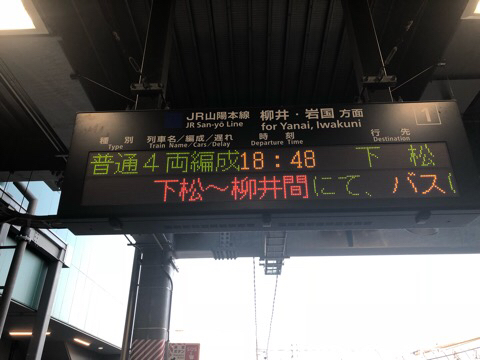 JR山陽本線 柳井・岩国 方面 1
JR San-yō Line for Yanai, Iwakuni
種別 列車名/編成/遅れ 時刻 行先
Type Train Name/Cars/Delay Departure Time Destination
普通4両編成18:48 下松
下松～柳井間にて、バス